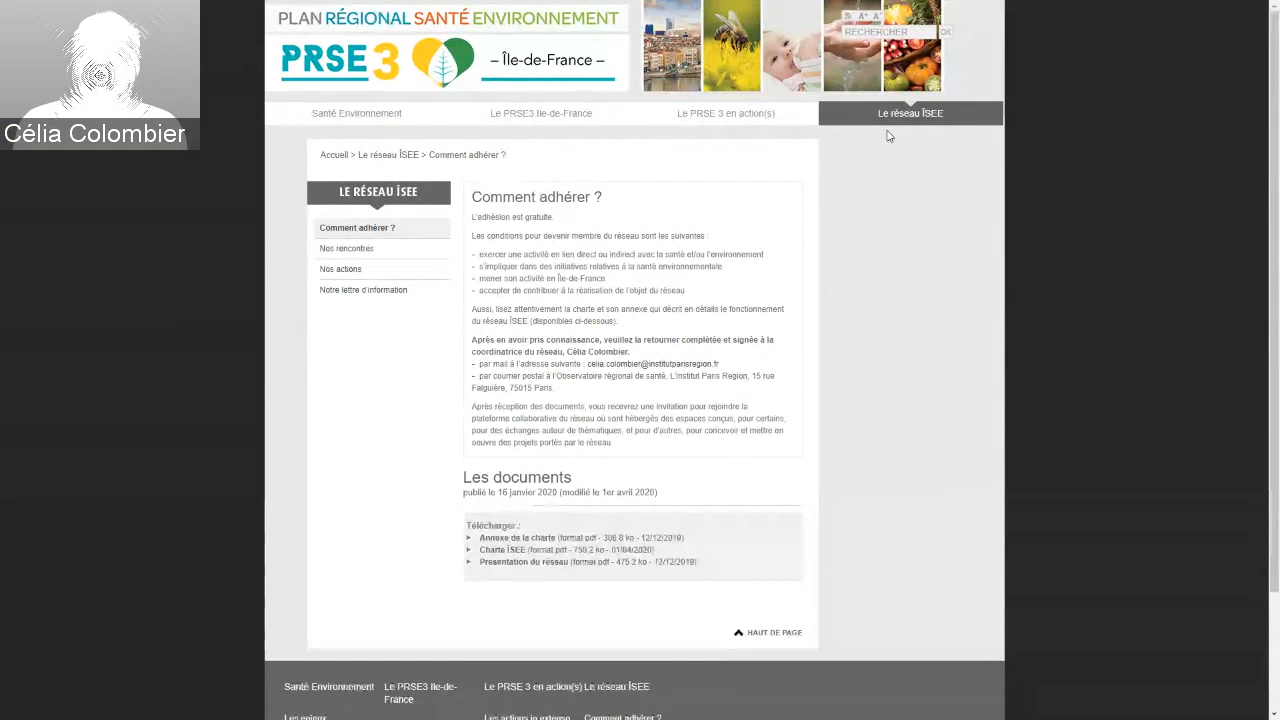 Célia Colombier
PLAN RÉGIONAL SANTÉ ENVIRONNEMENT
PRSE 3
– Île-de-France –
A+ A-
RECHERCHER OK
Santé Environnement
Le PRSE3 Ile-de-France
Le PRSE 3 en action(s)
Le réseau ÎSEE
Accueil > Le réseau ÎSEE > Comment adhérer ?
LE RÉSEAU ÎSEE
Comment adhérer ?
Nos rencontres
Nos actions
Notre lettre d'information
Comment adhérer ?
L'adhésion est gratuite.
Les conditions pour devenir membre du réseau sont les suivantes :
- exercer une activité en lien direct ou indirect avec la santé et/ou l'environnement
- s'impliquer dans des initiatives relatives à la santé environnementale
- mener son activité en Île-de-France
- accepter de contribuer à la réalisation de l'objet du réseau
Aussi, lisez attentivement la charte et son annexe qui décrit en détails le fonctionnement
du réseau ÎSEE (disponibles ci-dessous).
Après en avoir pris connaissance, veuillez la retourner complétée et signée à la
coordinatrice du réseau, Célia Colombier.
- par mail à l'adresse suivante : celia.colombier@institutparisregion.fr
- par courrier postal à l'Observatoire régional de santé, L'Institut Paris Region, 15 rue
Falguière, 75015 Paris.
Après réception des documents, vous recevrez une invitation pour rejoindre la
plateforme collaborative du réseau où sont hébergés des espaces conçus, pour certains,
pour des échanges autour de thématiques, et pour d'autres, pour concevoir et mettre en
oeuvre des projets portés par le réseau
Les documents
publié le 16 janvier 2020 (modifié le 1er avril 2020)
Télécharger :
Annexe de la charte (format pdf - 306.8 ko - 12/12/2019)
Charte ÎSEE (format pdf - 750.2 ko - 01/04/2020)
Presentation du réseau (format pdf - 475.2 ko - 12/12/2019)
HAUT DE PAGE
Santé Environnement
Le PRSE3 Ile-de-
France
Le PRSE 3 en action(s)
Le réseau ÎSEE
Les enjeux
Les actions in extenso
Comment adhérer ?